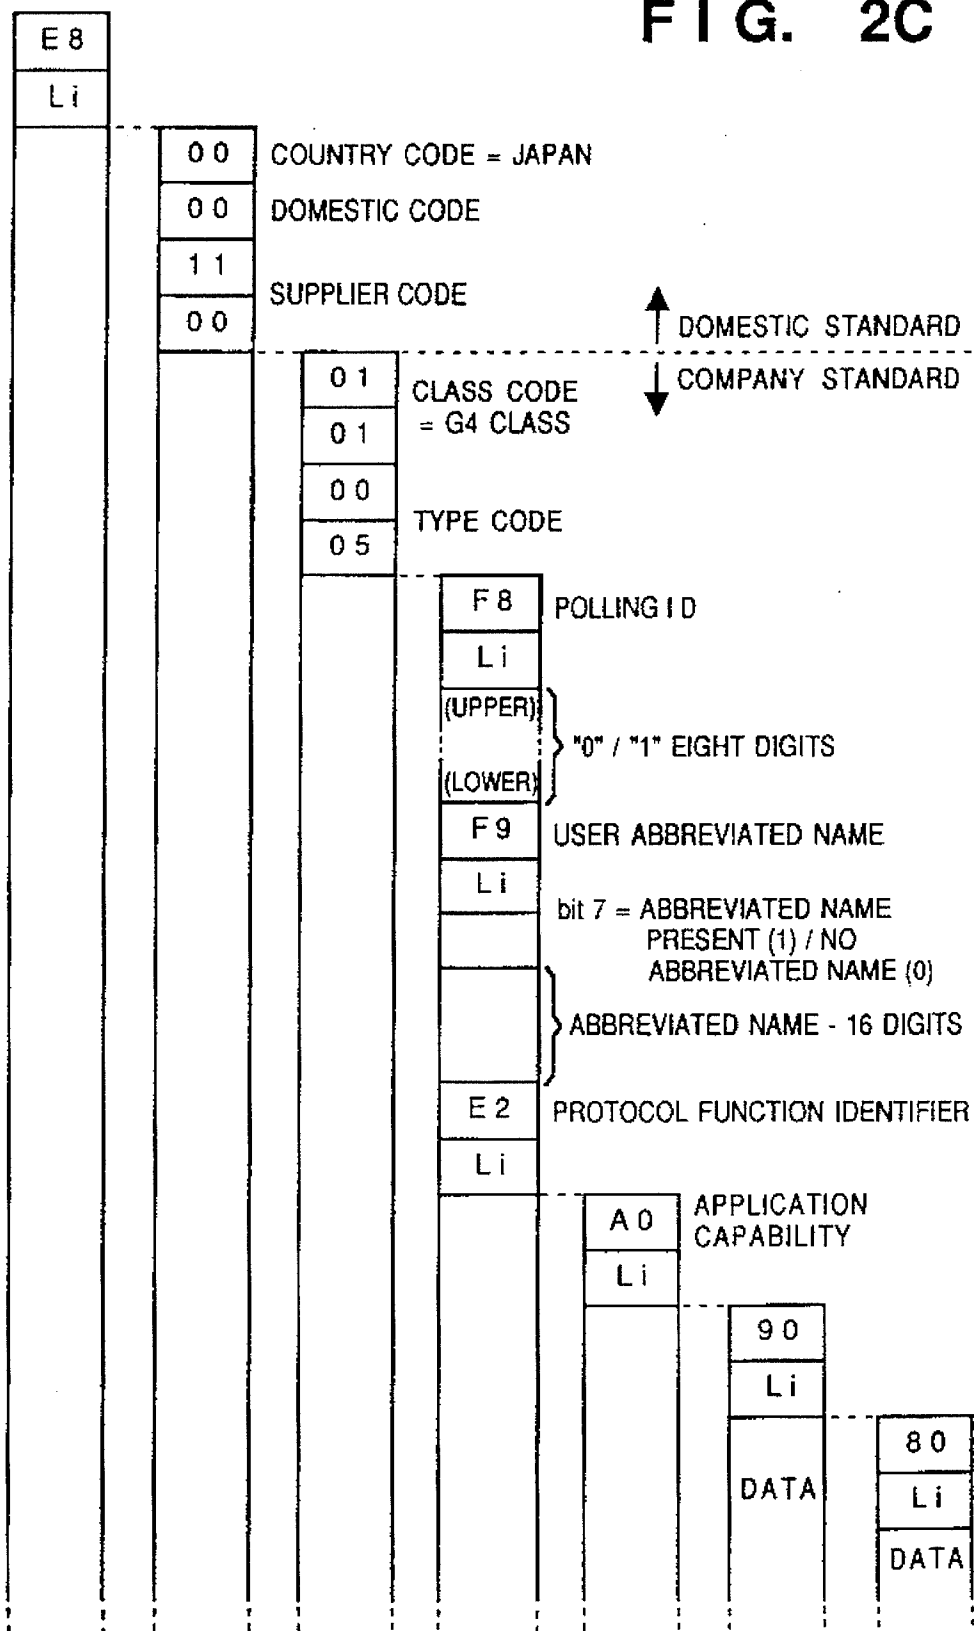 FIG. 2C
E8
Li
00 COUNTRY CODE = JAPAN
00 DOMESTIC CODE
11
SUPPLIER CODE
00
DOMESTIC STANDARD
COMPANY STANDARD
01
CLASS CODE
= G4 CLASS
01
00
TYPE CODE
05
F8 POLLING ID
Li
(UPPER)
"0" / "1" EIGHT DIGITS
(LOWER)
F9 USER ABBREVIATED NAME
Li
bit 7 = ABBREVIATED NAME
PRESENT (1) / NO
ABBREVIATED NAME (0)
ABBREVIATED NAME - 16 DIGITS
E2 PROTOCOL FUNCTION IDENTIFIER
Li
A0 APPLICATION
CAPABILITY
Li
90
Li
DATA
80
Li
DATA